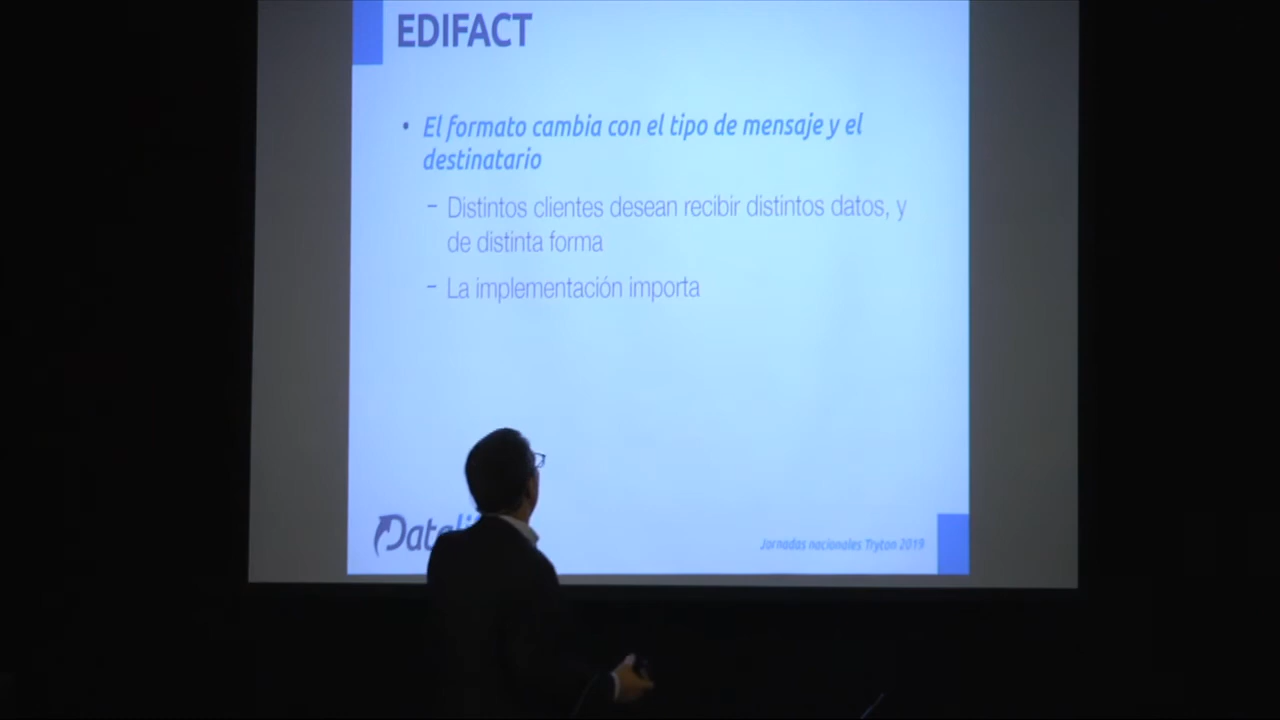 EDIFACT
• El formato cambia con el tipo de mensaje y el
destinatario
– Distintos clientes desean recibir distintos datos, y
de distinta forma
– La implementación importa
Jornadas nacionales Tryton 2019